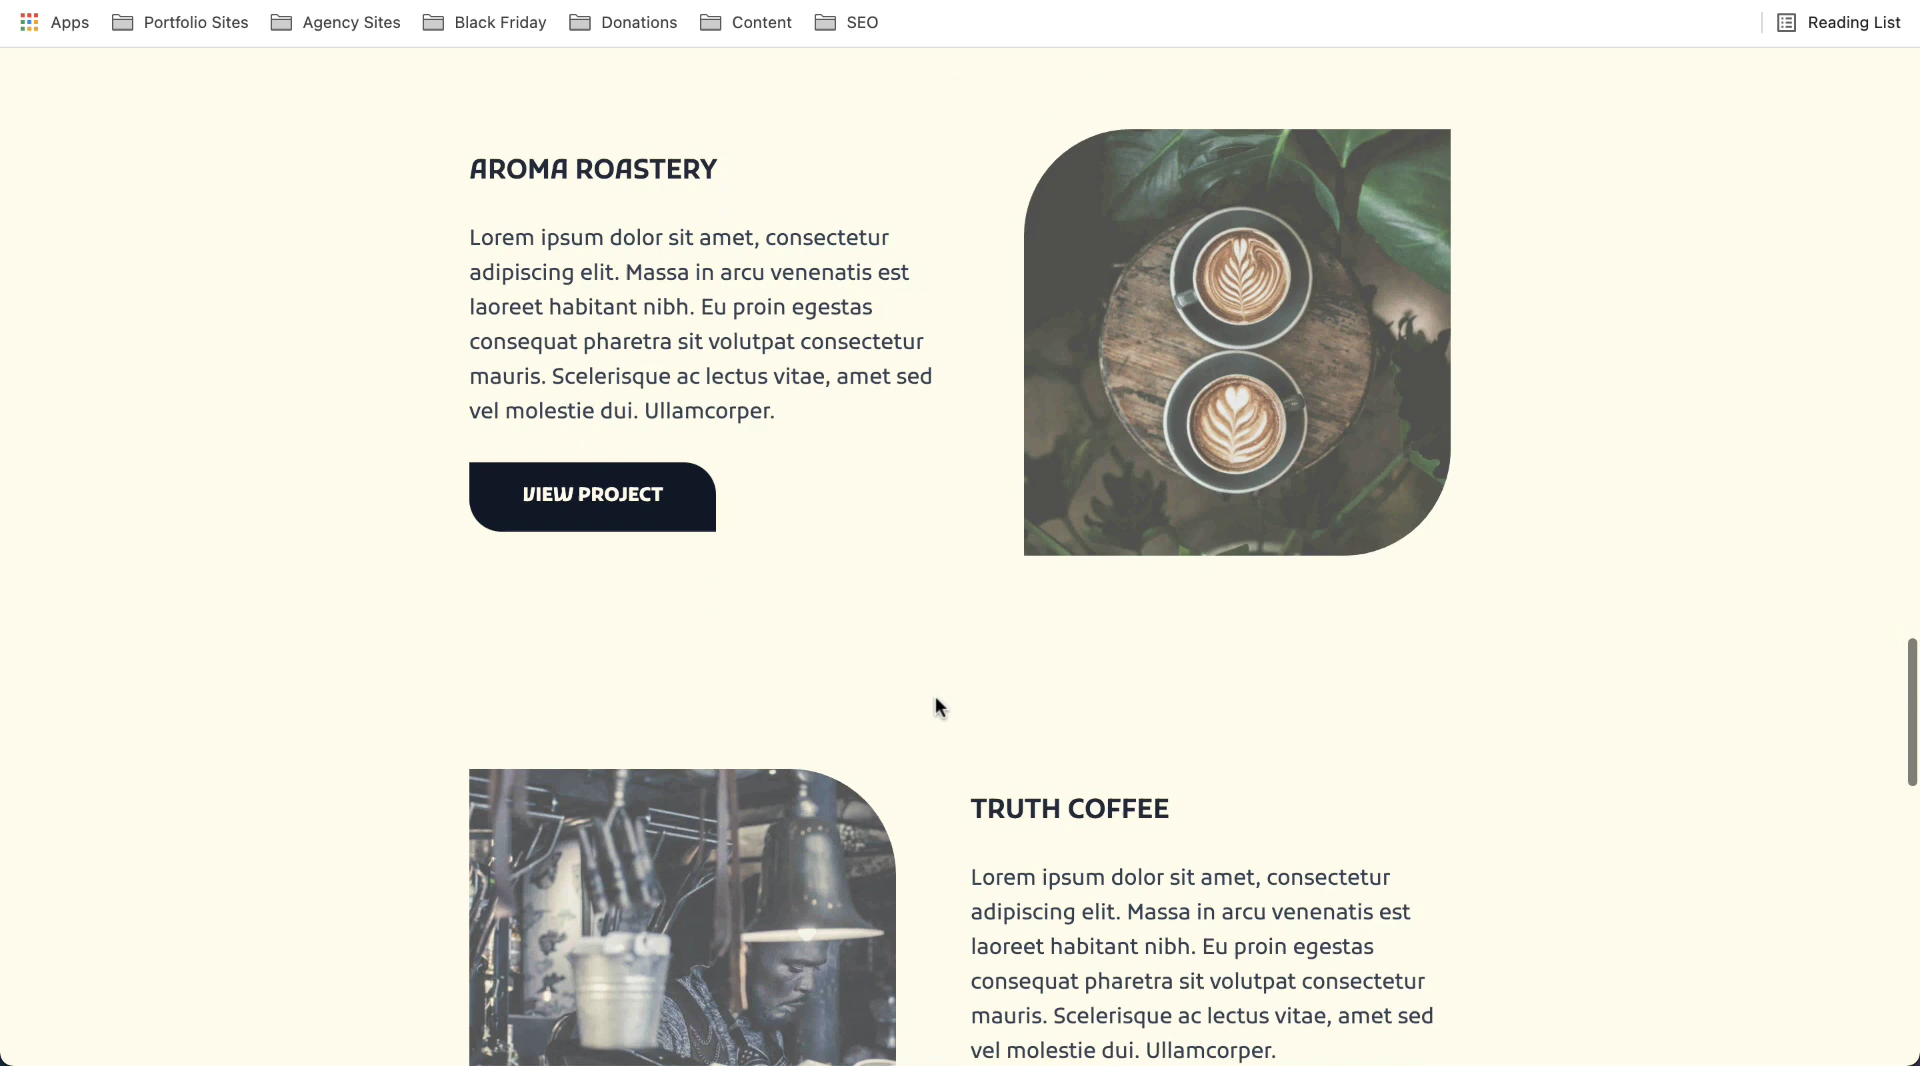 Apps Portfolio Sites Agency Sites Black Friday Donations Content SEO Reading List
AROMA ROASTERY
Lorem ipsum dolor sit amet, consectetur
adipiscing elit. Massa in arcu venenatis est
laoreet habitant nibh. Eu proin egestas
consequat pharetra sit volutpat consectetur
mauris. Scelerisque ac lectus vitae, amet sed
vel molestie dui. Ullamcorper.
VIEW PROJECT
TRUTH COFFEE
Lorem ipsum dolor sit amet, consectetur
adipiscing elit. Massa in arcu venenatis est
laoreet habitant nibh. Eu proin egestas
consequat pharetra sit volutpat consectetur
mauris. Scelerisque ac lectus vitae, amet sed
vel molestie dui. Ullamcorper.